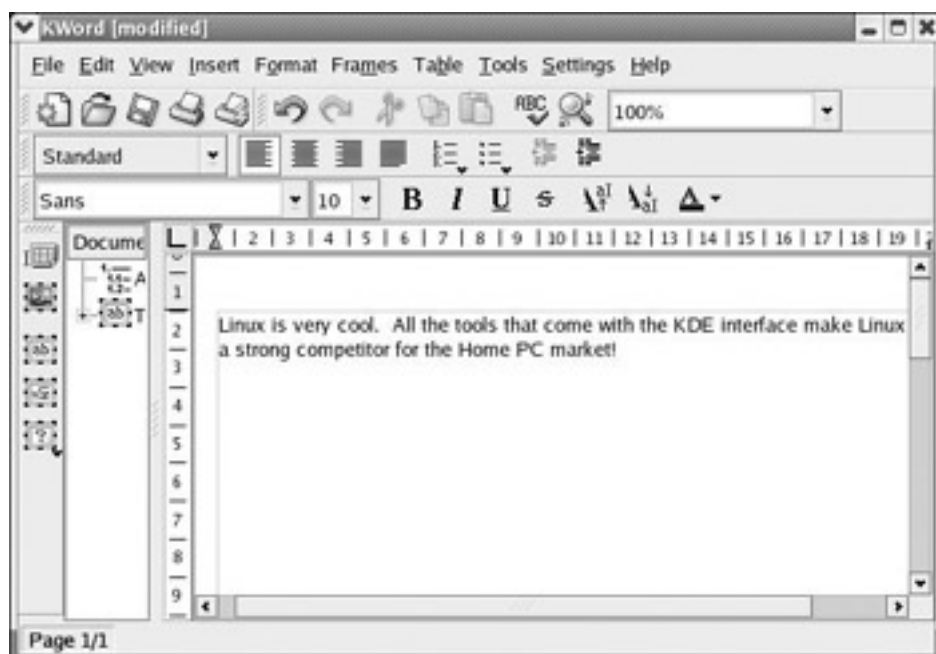 KWord [modified]
File Edit View Insert Format Frames Table Tools Settings Help
ABC 100%
Standard
Sans 10 B I U S aI aI A
Docume L 2 3 4 5 6 7 8 9 10 11 12 13 14 15 16 17 18 19
A
T
1
2
3
4
5
6
7
8
9
Linux is very cool. All the tools that come with the KDE interface make Linux
a strong competitor for the Home PC market!
Page 1/1